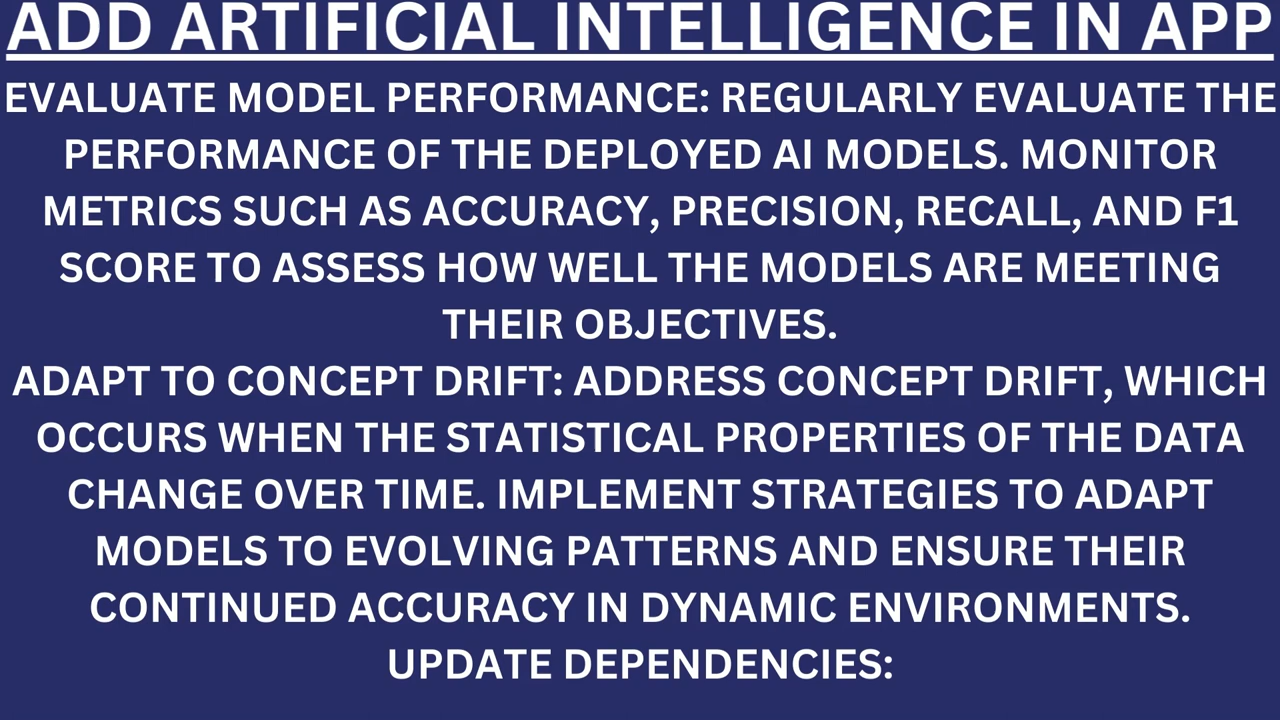 ADD ARTIFICIAL INTELLIGENCE IN APP
EVALUATE MODEL PERFORMANCE: REGULARLY EVALUATE THE
PERFORMANCE OF THE DEPLOYED AI MODELS. MONITOR
METRICS SUCH AS ACCURACY, PRECISION, RECALL, AND F1
SCORE TO ASSESS HOW WELL THE MODELS ARE MEETING
THEIR OBJECTIVES.
ADAPT TO CONCEPT DRIFT: ADDRESS CONCEPT DRIFT, WHICH
OCCURS WHEN THE STATISTICAL PROPERTIES OF THE DATA
CHANGE OVER TIME. IMPLEMENT STRATEGIES TO ADAPT
MODELS TO EVOLVING PATTERNS AND ENSURE THEIR
CONTINUED ACCURACY IN DYNAMIC ENVIRONMENTS.
UPDATE DEPENDENCIES: